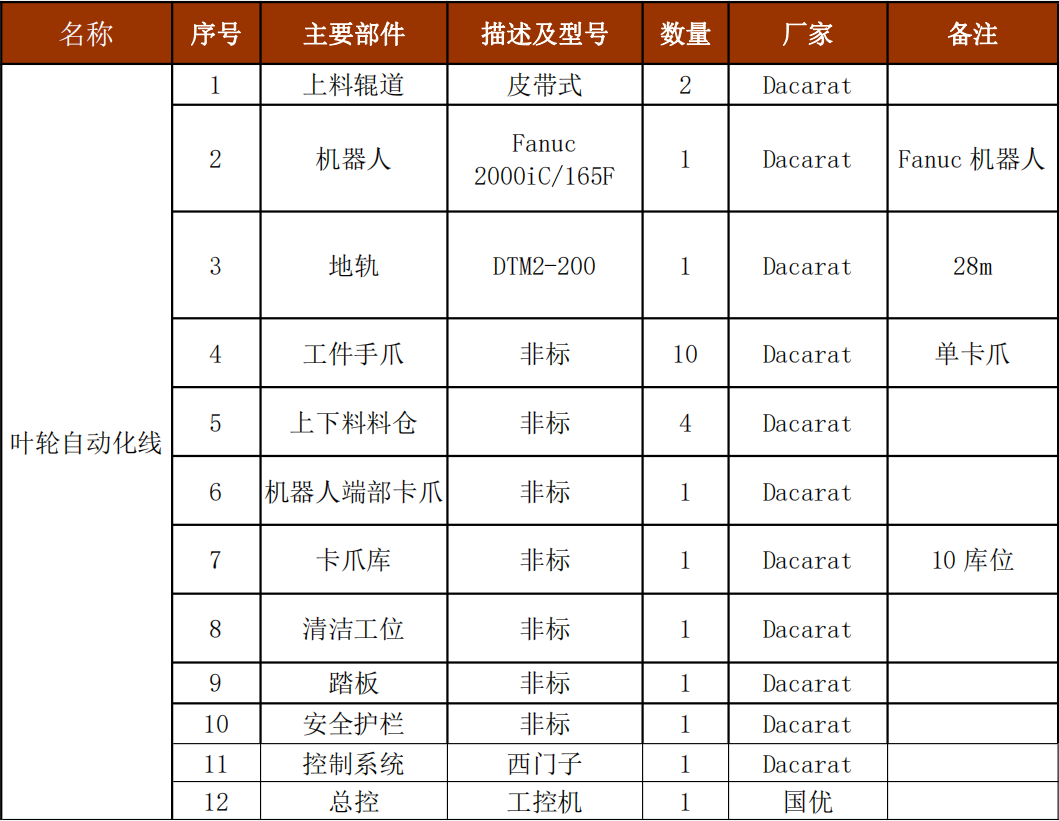 名称 序号 主要部件 描述及型号 数量 厂家 备注
叶轮自动化线
1 上料辊道 皮带式 2 Dacarat
2 机器人 Fanuc 2000iC/165F 1 Dacarat Fanuc 机器人
3 地轨 DTM2-200 1 Dacarat 28m
4 工件手爪 非标 10 Dacarat 单卡爪
5 上下料料仓 非标 4 Dacarat
6 机器人端部卡爪 非标 1 Dacarat
7 卡爪库 非标 1 Dacarat 10 库位
8 清洁工位 非标 1 Dacarat
9 踏板 非标 1 Dacarat
10 安全护栏 非标 1 Dacarat
11 控制系统 西门子 1 Dacarat
12 总控 工控机 1 国优